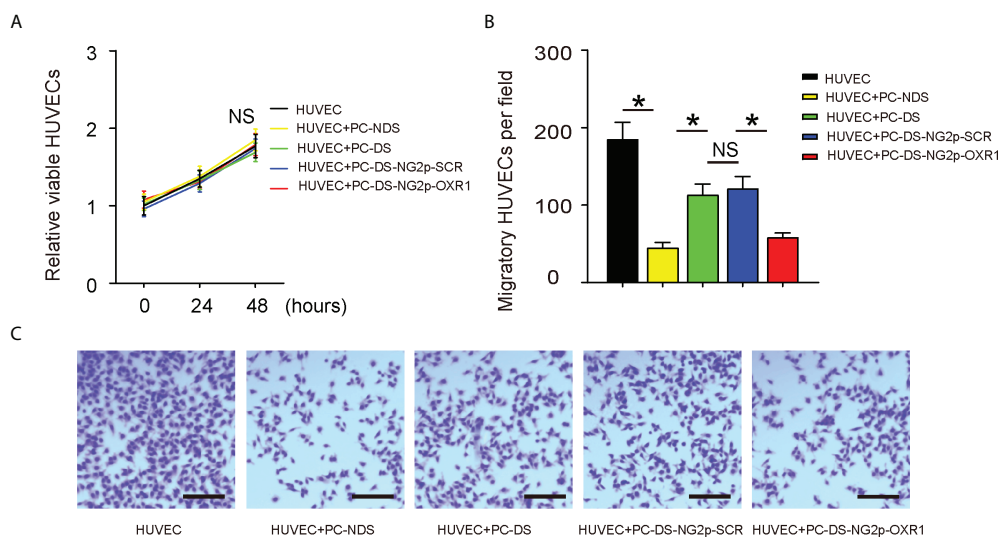 A
Relative viable HUVECs
3
2
1
0
NS
0 24 48 (hours)
HUVEC
HUVEC+PC-NDS
HUVEC+PC-DS
HUVEC+PC-DS-NG2p-SCR
HUVEC+PC-DS-NG2p-OXR1
B
Migratory HUVECs per field
300
200
100
0
*
* *
NS
HUVEC
HUVEC+PC-NDS
HUVEC+PC-DS
HUVEC+PC-DS-NG2p-SCR
HUVEC+PC-DS-NG2p-OXR1
C
HUVEC HUVEC+PC-NDS HUVEC+PC-DS HUVEC+PC-DS-NG2p-SCR HUVEC+PC-DS-NG2p-OXR1